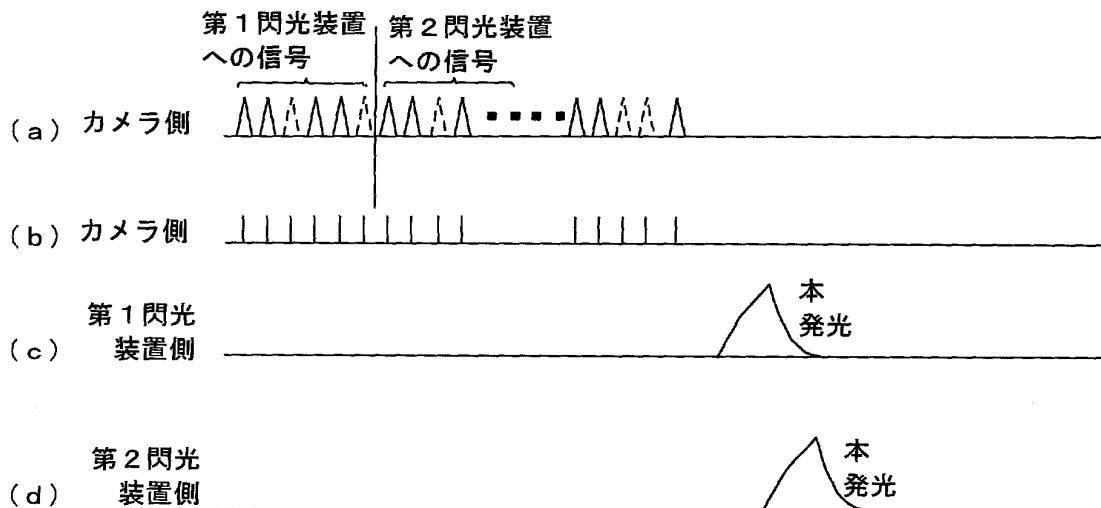 第１閃光装置
への信号
第２閃光装置
への信号
(a) カメラ側
(b) カメラ側
(c) 第１閃光
装置側
本
発光
(d) 第２閃光
装置側
本
発光